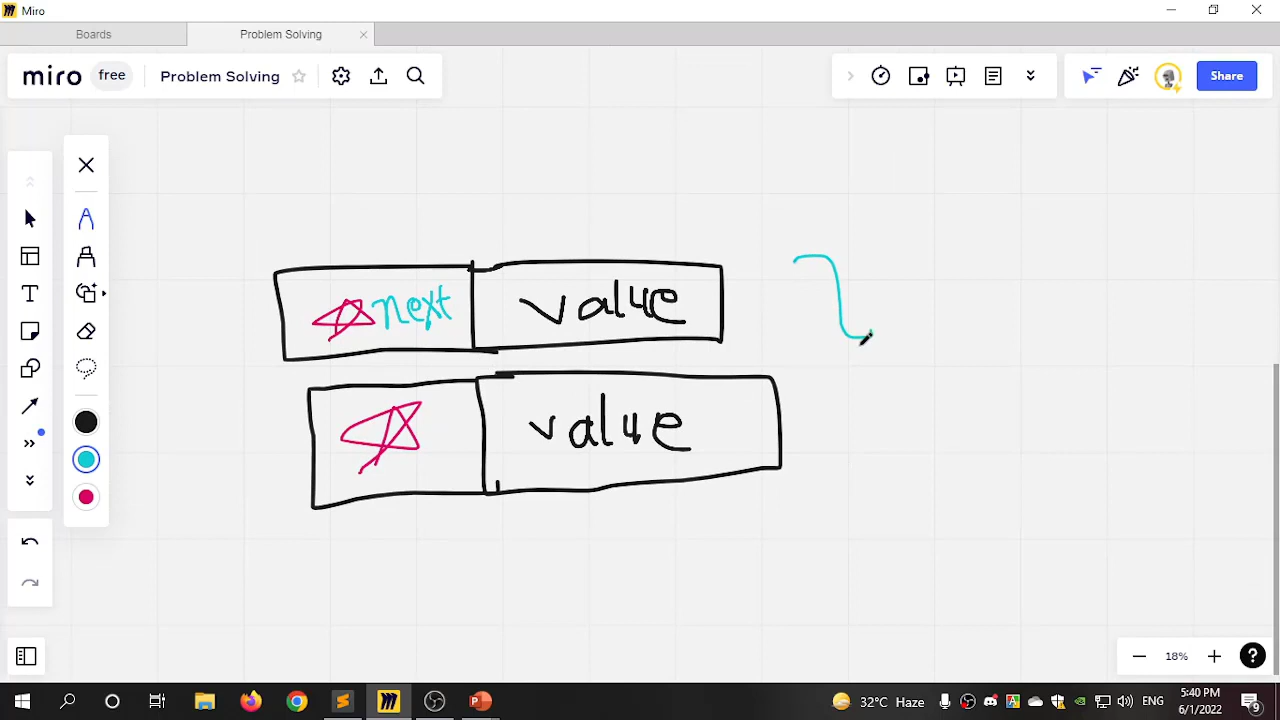 Miro
Boards
Problem Solving
miro free Problem Solving
Share
next value
value
18%
32°C Haze
ENG
5:40 PM
6/1/2022
9